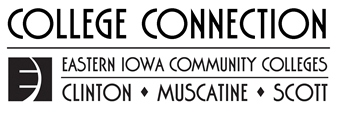 COLLEGE CONNECTION
EASTERN IOWA COMMUNITY COLLEGES
CLINTON ♦ MUSCATINE ♦ SCOTT